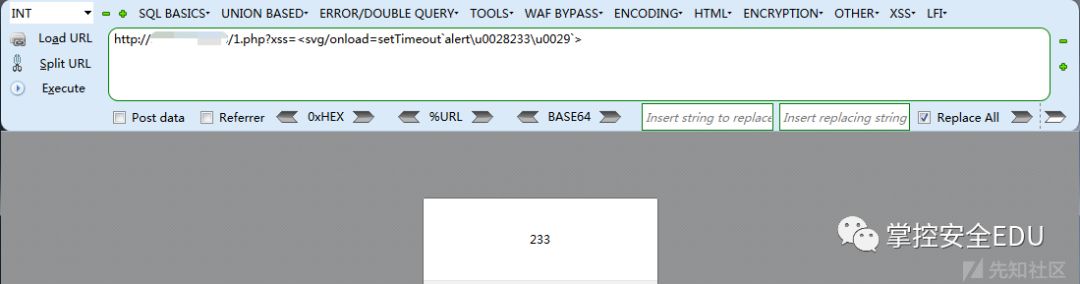 INT SQL BASICS UNION BASED ERROR/DOUBLE QUERY TOOLS WAF BYPASS ENCODING HTML ENCRYPTION OTHER XSS LFI
Load URL
http:// /1.php?xss=<svg/onload=setTimeout`alert\u0028233\u0029`>
Split URL
Execute
Post data Referrer 0xHEX %URL BASE64 Insert string to replace Insert replacing string Replace All
233
掌控安全EDU
先知社区